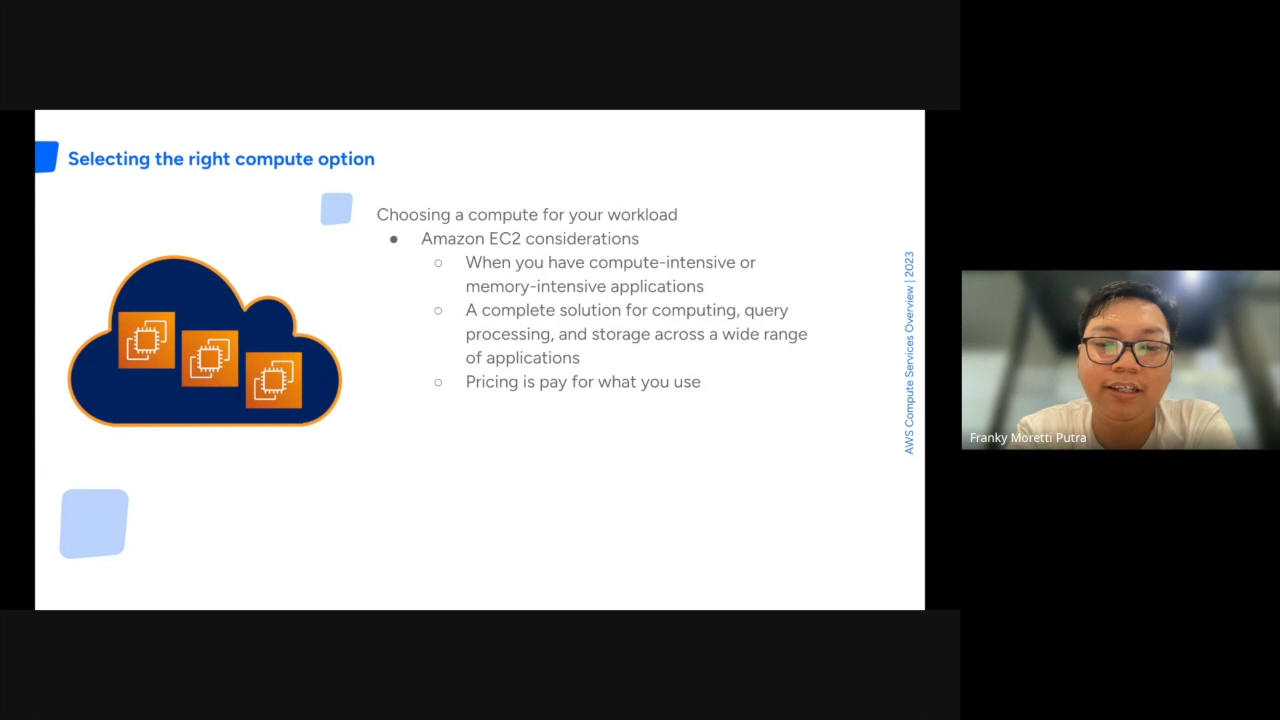 Selecting the right compute option
Choosing a compute for your workload
● Amazon EC2 considerations
○ When you have compute-intensive or
memory-intensive applications
○ A complete solution for computing, query
processing, and storage across a wide range
of applications
○ Pricing is pay for what you use
AWS Compute Services Overview | 2023
Franky Moretti Putra